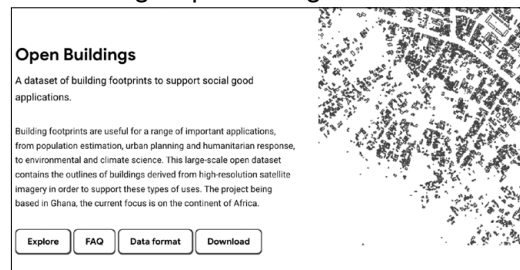 Open Buildings
A dataset of building footprints to support social good
applications.
Building footprints are useful for a range of important applications,
from population estimation, urban planning and humanitarian response,
to environmental and climate science. This large-scale open dataset
contains the outlines of buildings derived from high-resolution satellite
imagery in order to support these types of uses. The project being
based in Ghana, the current focus is on the continent of Africa.
Explore FAQ Data format Download